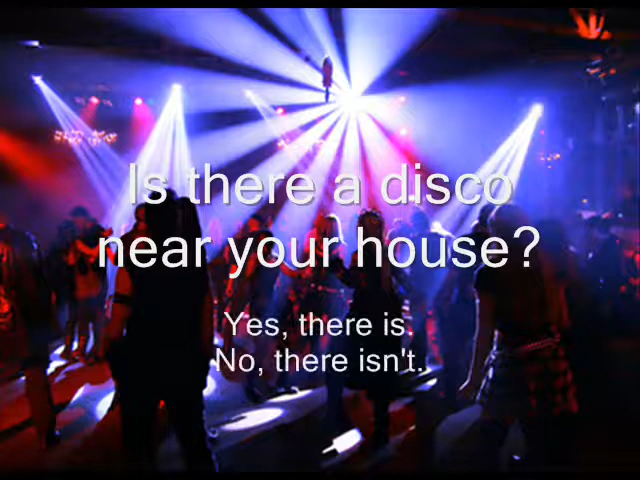 Is there a disco
near your house?
Yes, there is.
No, there isn't.